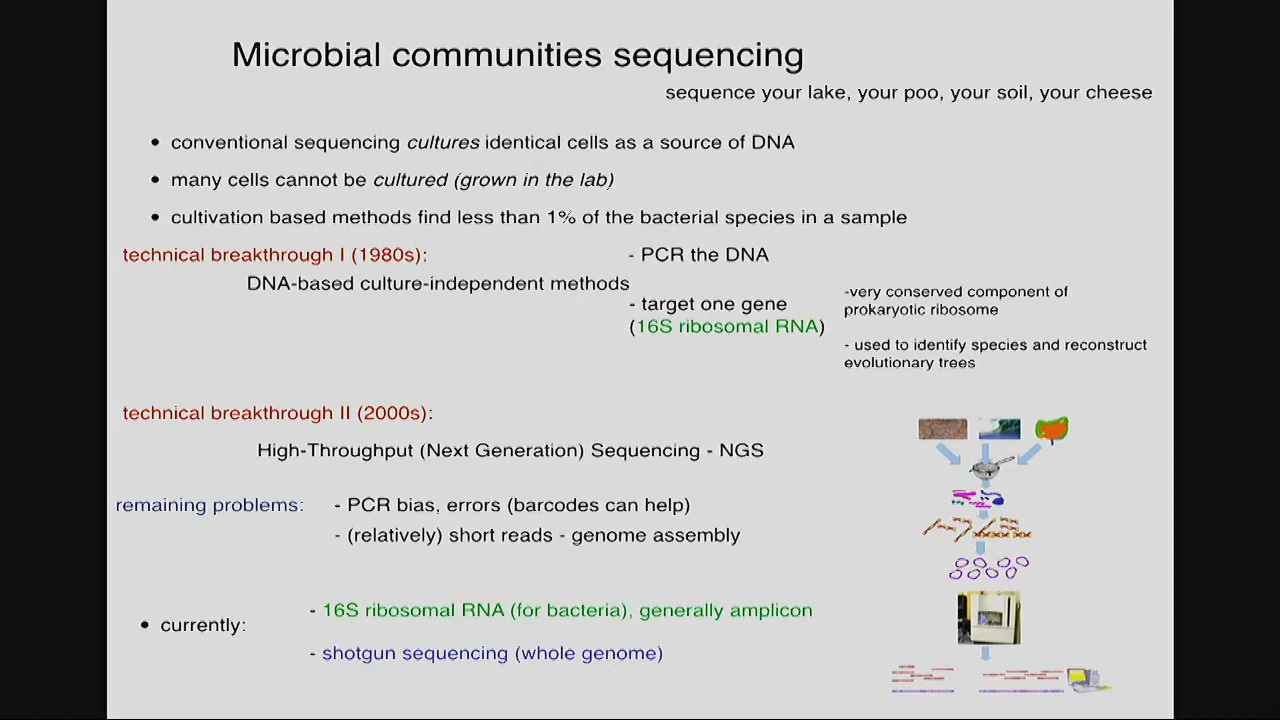 Microbial communities sequencing
sequence your lake, your poo, your soil, your cheese
• conventional sequencing cultures identical cells as a source of DNA
• many cells cannot be cultured (grown in the lab)
• cultivation based methods find less than 1% of the bacterial species in a sample
technical breakthrough I (1980s):
DNA-based culture-independent methods
- PCR the DNA
- target one gene
(16S ribosomal RNA)
-very conserved component of
prokaryotic ribosome
- used to identify species and reconstruct
evolutionary trees
technical breakthrough II (2000s):
High-Throughput (Next Generation) Sequencing - NGS
remaining problems:
- PCR bias, errors (barcodes can help)
- (relatively) short reads - genome assembly
• currently:
- 16S ribosomal RNA (for bacteria), generally amplicon
- shotgun sequencing (whole genome)